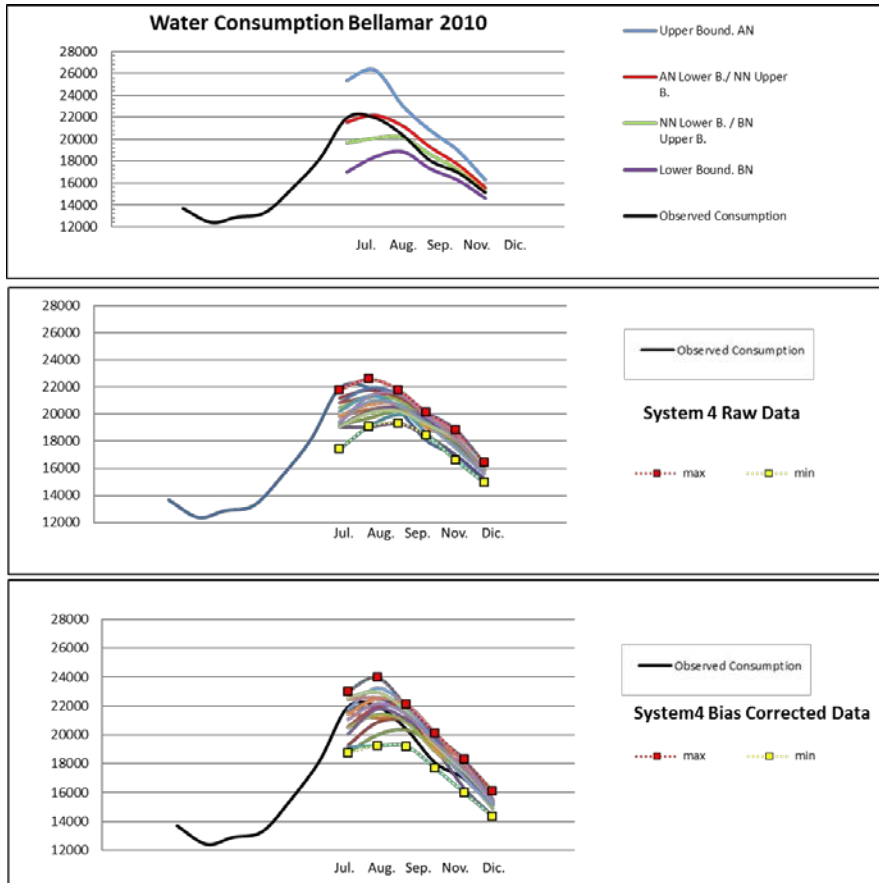 Water Consumption Bellamar 2010
28000
26000
24000
22000
20000
18000
16000
14000
12000
Jul. Aug. Sep. Nov. Dic.
Upper Bound. AN
AN Lower B./ NN Upper
B.
NN Lower B. / BN
Upper B.
Lower Bound. BN
Observed Consumption
28000
26000
24000
22000
20000
18000
16000
14000
12000
Jul. Aug. Sep. Nov. Dic.
Observed Consumption
System 4 Raw Data
max min
28000
26000
24000
22000
20000
18000
16000
14000
12000
Jul. Aug. Sep. Nov. Dic.
Observed Consumption
System4 Bias Corrected Data
max min